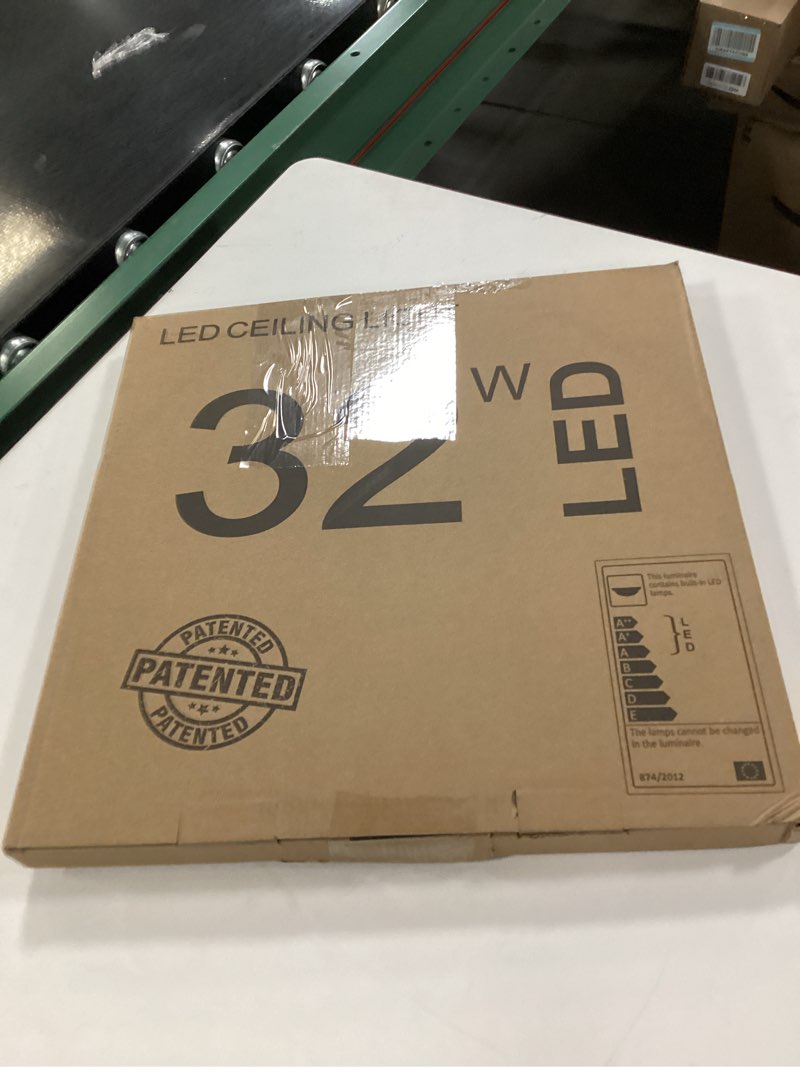 LED CEILING LIGHT
32 W
LED
PATENTED
PATENTED
PATENTED
This luminaire
contains built-in LED
lamps.
A++
A+
A
B
C
D
E
L
E
D
The lamps cannot be changed
in the luminaire
874/2012